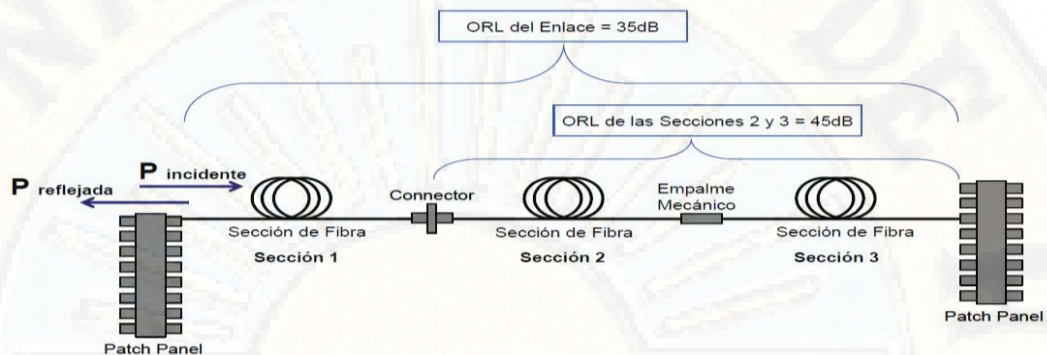 ORL del Enlace = 35dB
ORL de las Secciones 2 y 3 = 45dB
P incidente
P reflejada
Connector
Empalme
Mecánico
Sección de Fibra
Sección de Fibra
Sección de Fibra
Sección 1
Sección 2
Sección 3
Patch Panel
Patch Panel